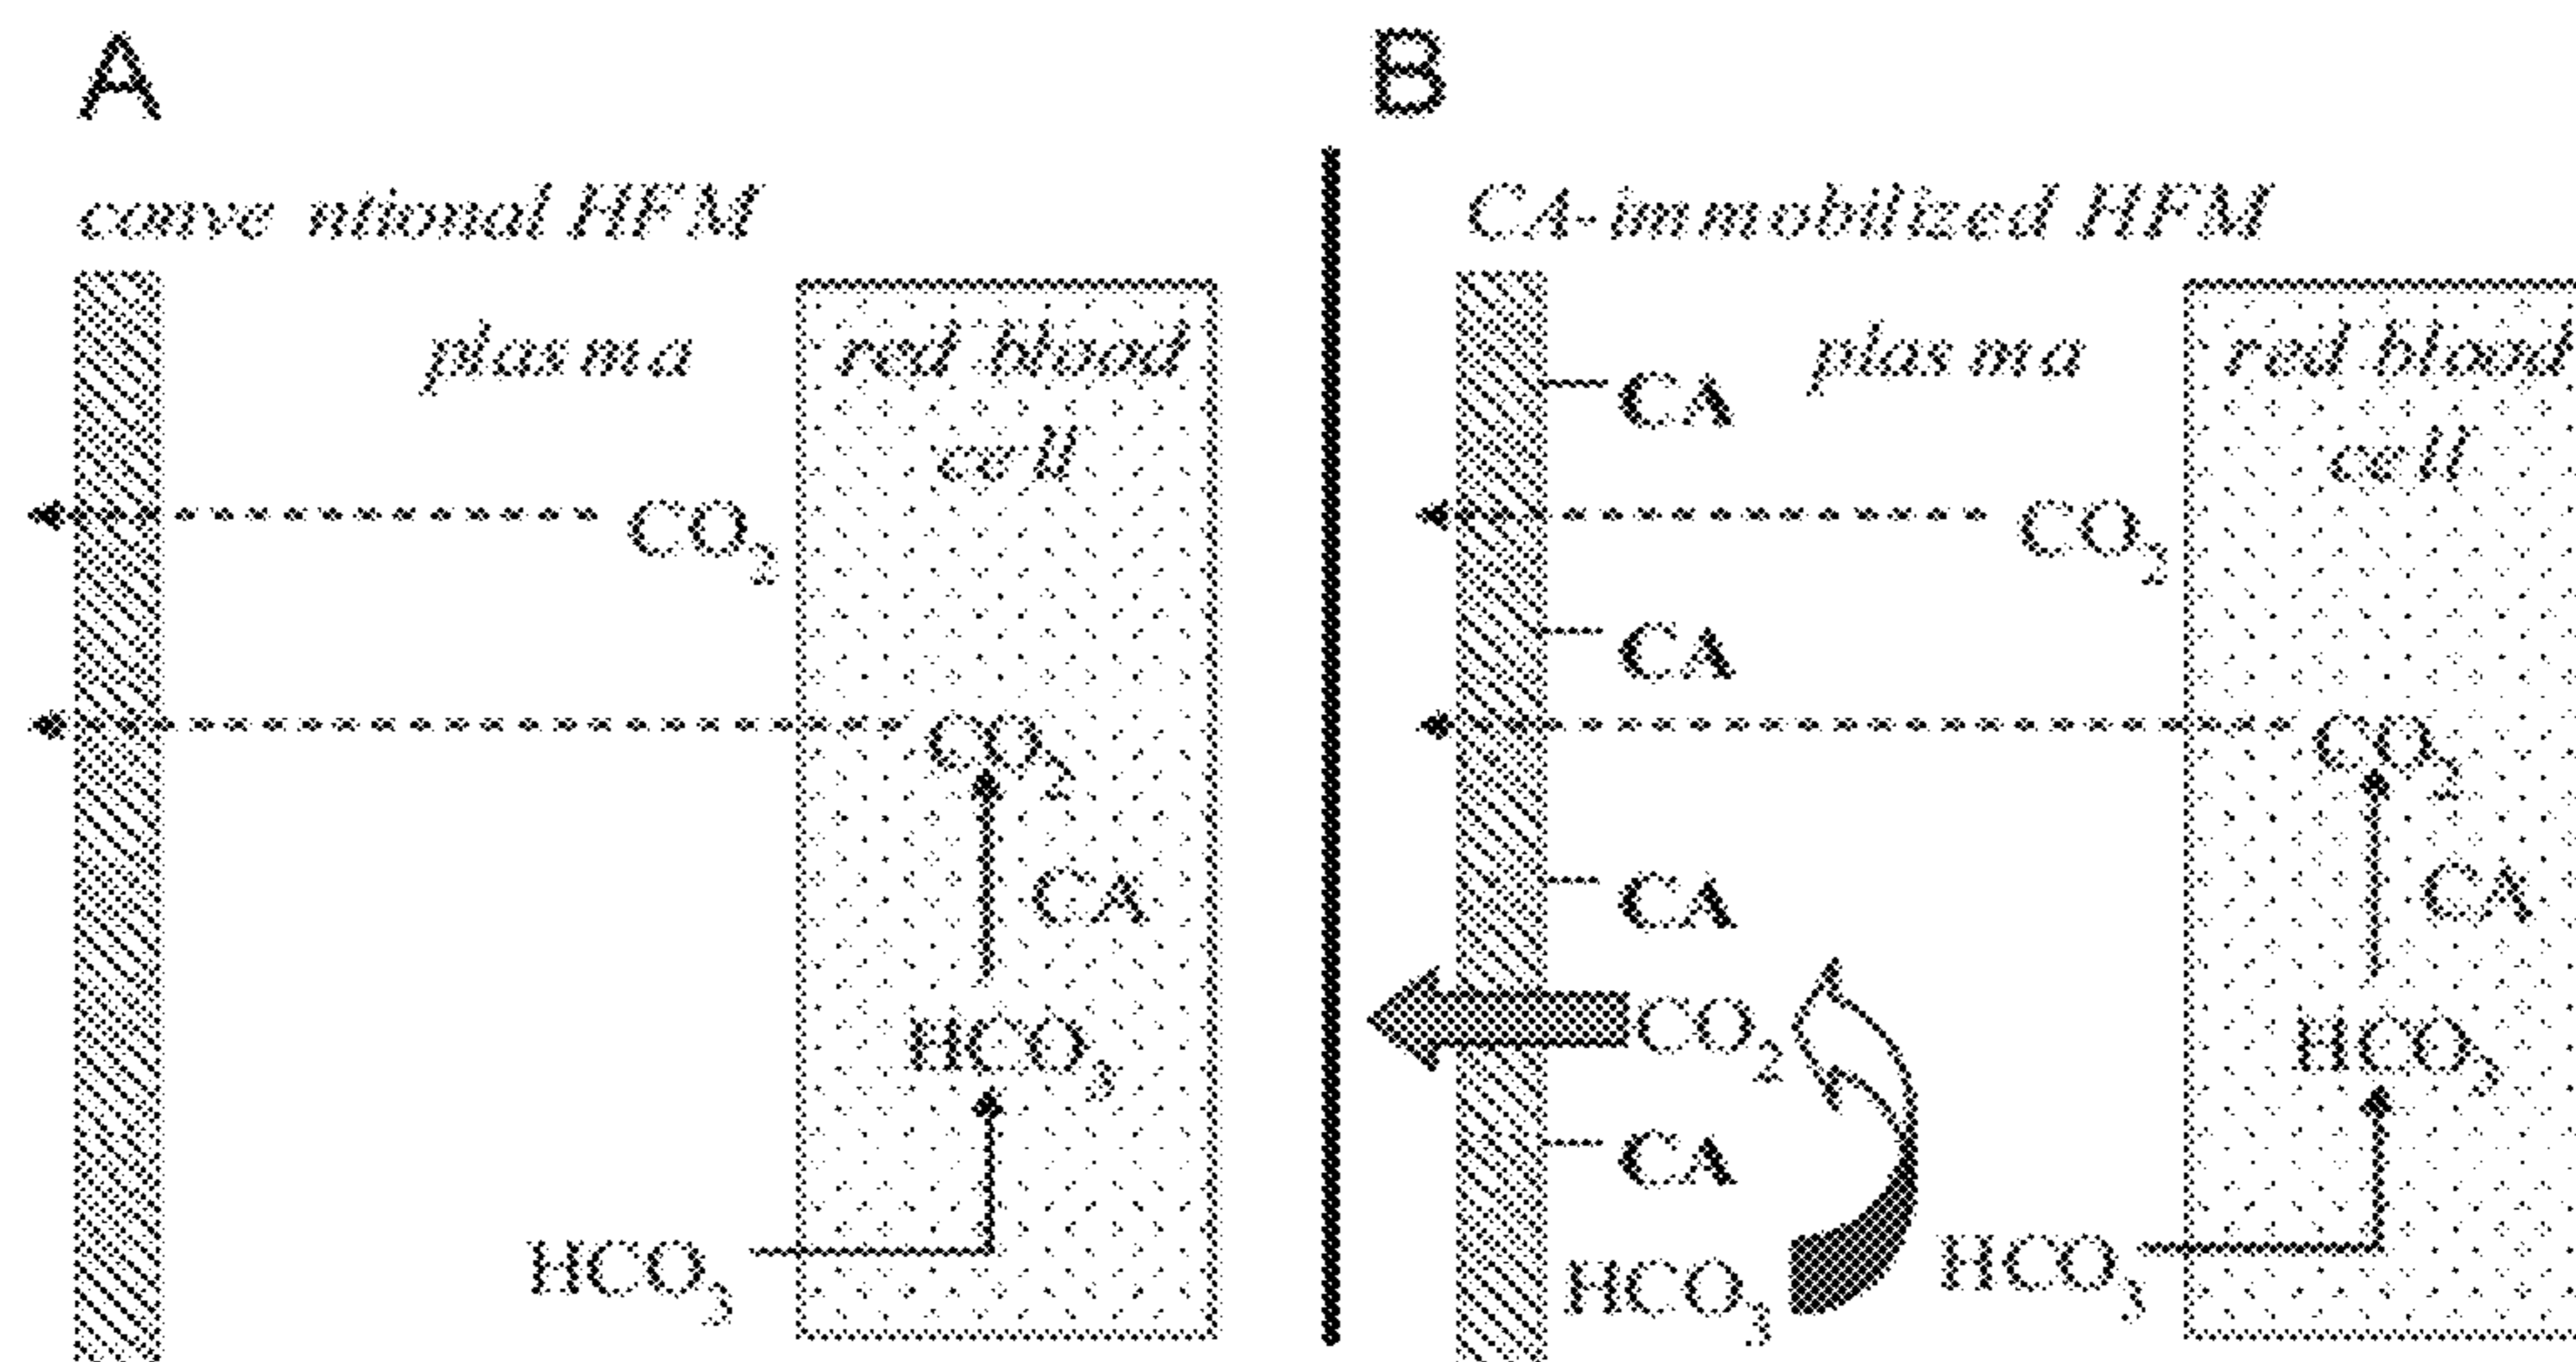 A
conventional HFM
plasma
red blood
cell
CO2
CO2
CA
HCO3
HCO3
B
CA-immobilized HFM
CA
plasma
red blood
cell
CO2
CA
CO2
CA
CA
CO2
HCO3
CA
HCO3
HCO3